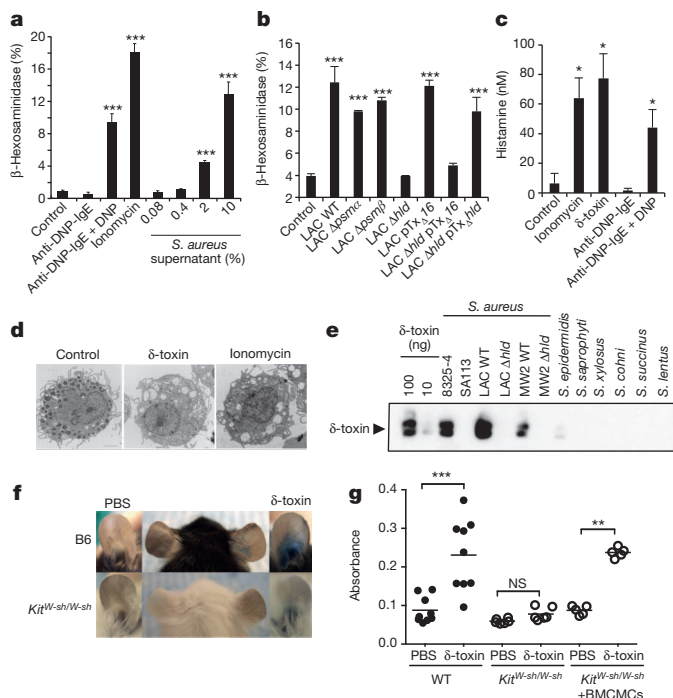 a
β-Hexosaminidase (%)
20
16
12
8
4
0
***
***
***
***
Control
Anti-DNP-IgE
Anti-DNP-IgE + DNP
Ionomycin
0.08
0.4
2
10
S. aureus
supernatant (%)
b
β-Hexosaminidase (%)
16
14
12
10
8
6
4
2
***
***
***
***
***
Control
LAC WT
LAC Δpsmα
LAC Δpsmβ
LAC Δhld
LAC pTXΔ16
LAC Δhld pTXΔ16
LAC Δhld pTXΔhld
c
Histamine (nM)
100
80
60
40
20
0
*
*
*
Control
Ionomycin
δ-toxin
Anti-DNP-IgE
Anti-DNP-IgE + DNP
d
Control
δ-toxin
Ionomycin
e
δ-toxin
(ng)
S. aureus
100
10
8325-4
SA113
LAC WT
LAC Δhld
MW2 WT
MW2 Δhld
S. epidermidis
S. saprophyti
S. xylosus
S. cohni
S. succinus
S. lentus
δ-toxin
f
PBS
δ-toxin
B6
KitW-sh/W-sh
g
Absorbance
0.4
0.3
0.2
0.1
0
***
NS
**
PBS δ-toxin
PBS δ-toxin
PBS δ-toxin
WT
KitW-sh/W-sh
KitW-sh/W-sh
+BMCMCs